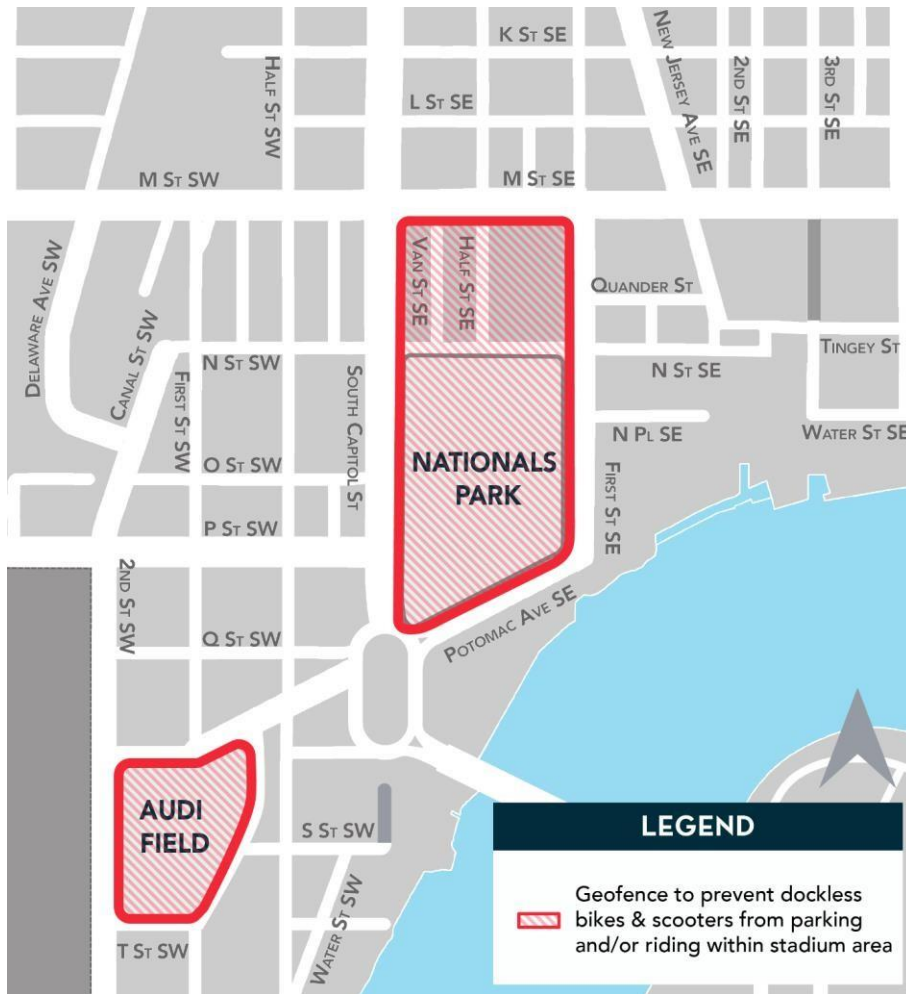 K ST SE
NEW JERSEY AVE SE
HALF ST SW
2ND ST SE
3RD ST SE
L ST SE
M ST SW
M ST SE
DELAWARE AVE SW
VAN ST SE
HALF ST SE
QUANDER ST
CANAL ST SW
FIRST ST SW
N ST SW
SOUTH CAPITOL ST
N ST SE
TINGEY ST
N PL SE
WATER ST SE
O ST SW
NATIONALS
PARK
FIRST ST SE
P ST SW
2ND ST SW
POTOMAC AVE SE
Q ST SW
AUDI
FIELD
S ST SW
WATER ST SW
T ST SW
LEGEND
Geofence to prevent dockless
bikes & scooters from parking
and/or riding within stadium area